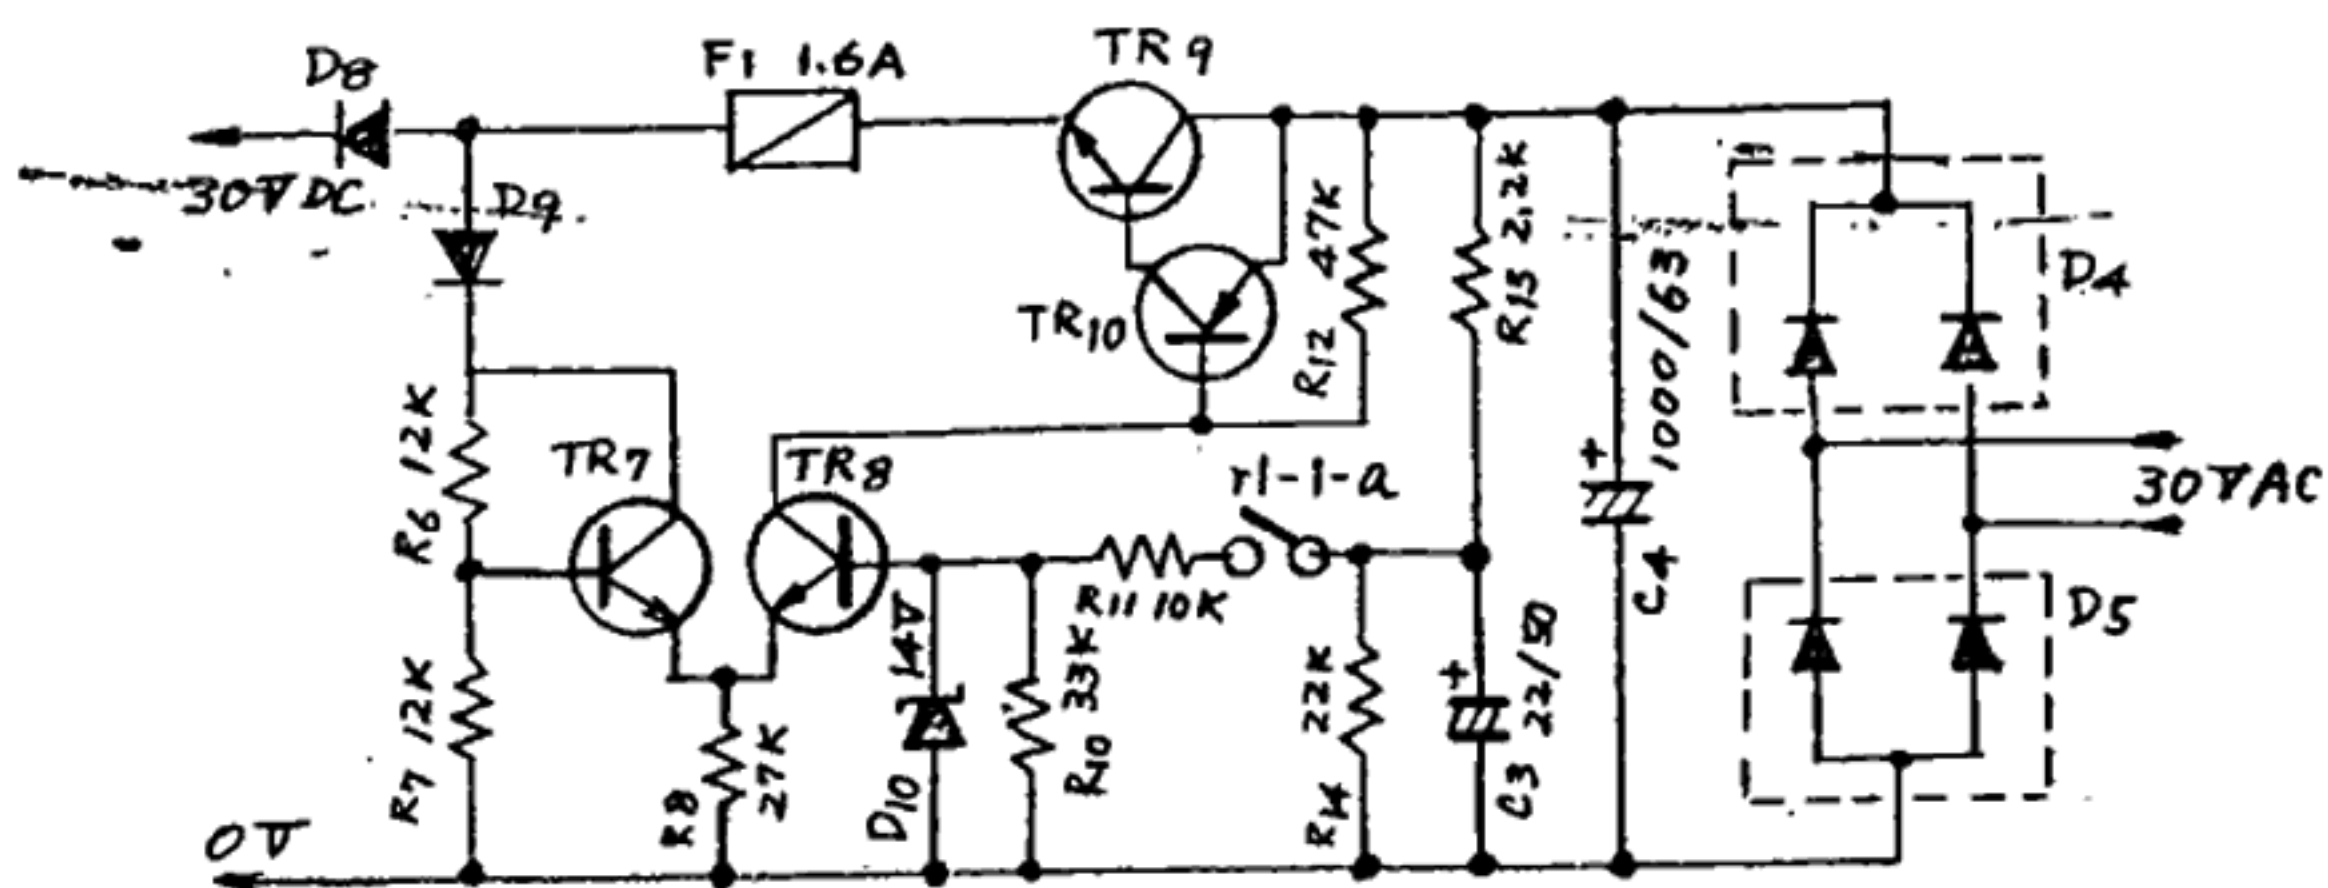 D8
F1 1.6A
TR9
30V DC
D9
47K
R12
R15 2.2K
1000/63
C4
D4
TR10
R6 12K
TR7
TR8
r1-1-a
30VAC
R11 10K
14V
D10
33K
R10
22K
R14
22/50
C3
D5
R7 12K
R8
27K
0V